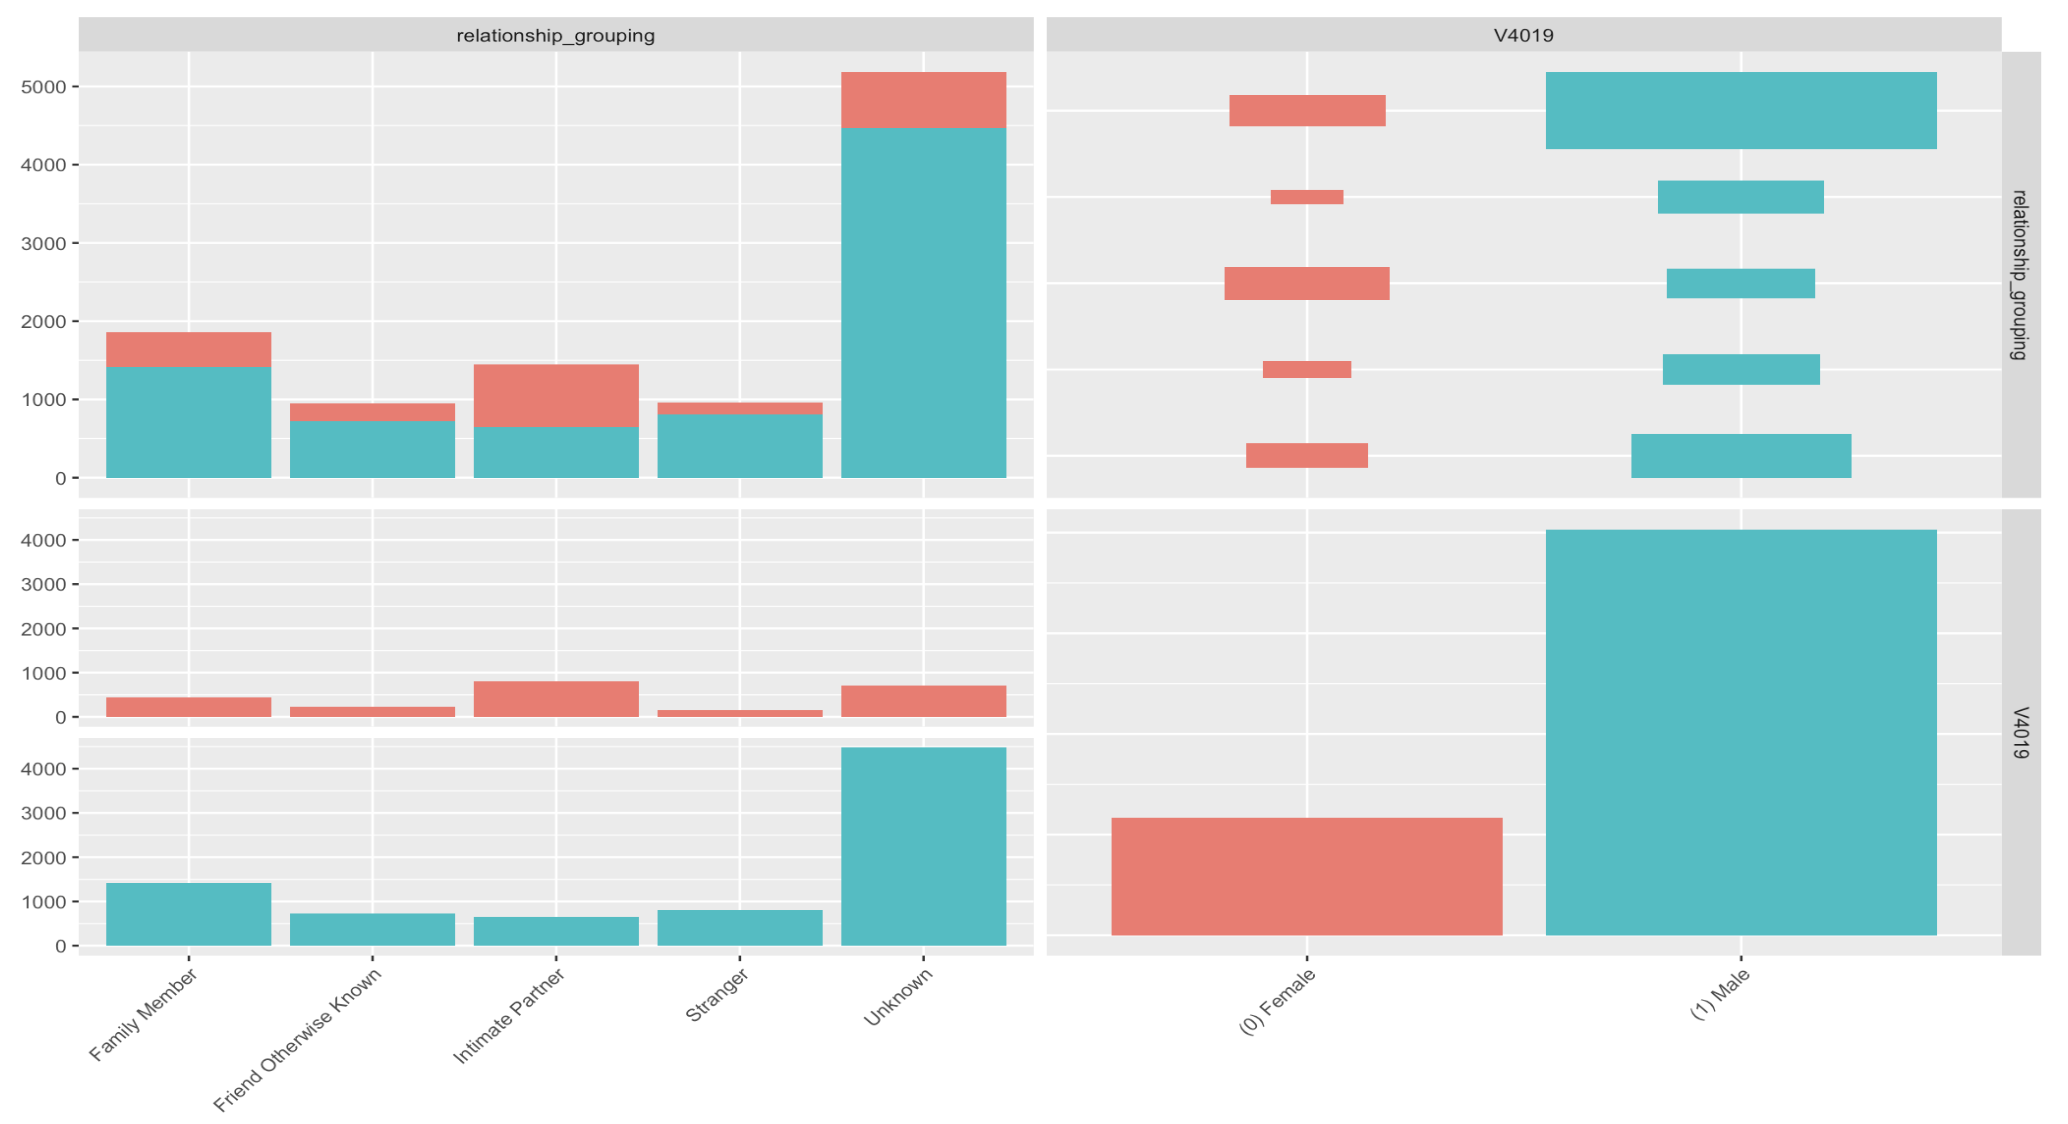 relationship_grouping
V4019
5000
4000
3000
2000
1000
0
relationship_grouping
4000
3000
2000
1000
0
V4019
4000
3000
2000
1000
0
Family Member
Friend Otherwise Known
Intimate Partner
Stranger
Unknown
(0) Female
(1) Male